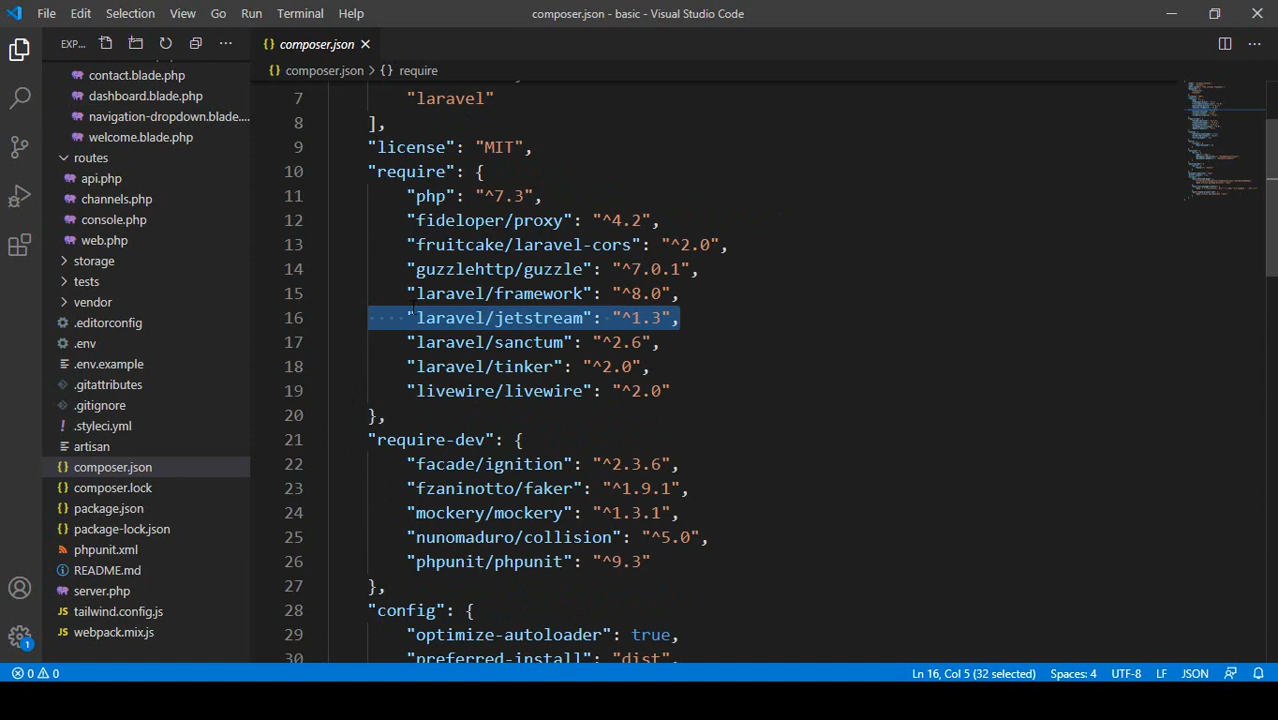 File Edit Selection View Go Run Terminal Help
composer.json - basic - Visual Studio Code
EXP...
contact.blade.php
dashboard.blade.php
navigation-dropdown.blade....
welcome.blade.php
routes
api.php
channels.php
console.php
web.php
storage
tests
vendor
.editorconfig
.env
.env.example
.gitattributes
.gitignore
.styleci.yml
artisan
composer.json
composer.lock
package.json
package-lock.json
phpunit.xml
README.md
server.php
tailwind.config.js
webpack.mix.js
1
{} composer.json
{} composer.json > {} require
7 "laravel"
8 ],
9 "license": "MIT",
10 "require": {
11 "php": "^7.3",
12 "fideloper/proxy": "^4.2",
13 "fruitcake/laravel-cors": "^2.0",
14 "guzzlehttp/guzzle": "^7.0.1",
15 "laravel/framework": "^8.0",
16 "laravel/jetstream": "^1.3",
17 "laravel/sanctum": "^2.6",
18 "laravel/tinker": "^2.0",
19 "livewire/livewire": "^2.0"
20 },
21 "require-dev": {
22 "facade/ignition": "^2.3.6",
23 "fzaninotto/faker": "^1.9.1",
24 "mockery/mockery": "^1.3.1",
25 "nunomaduro/collision": "^5.0",
26 "phpunit/phpunit": "^9.3"
27 },
28 "config": {
29 "optimize-autoloader": true,
30 "preferred-install": "dist",
0 0 Ln 16, Col 5 (32 selected) Spaces: 4 UTF-8 LF JSON